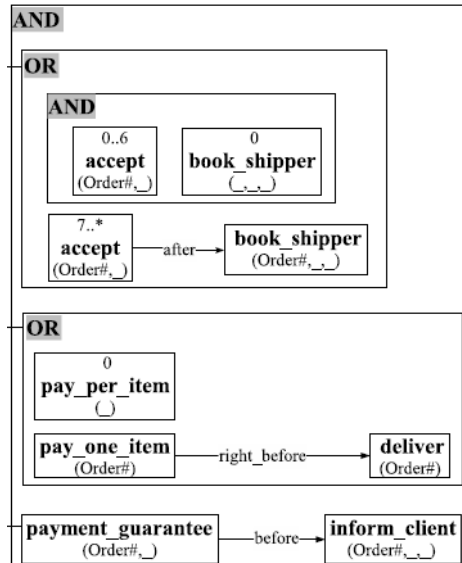 AND
OR
AND
0..6
accept
(Order#,_)
0
book_shipper
(_,_,_)
7..*
accept
(Order#,_)
after
book_shipper
(Order#,_,_)
OR
0
pay_per_item
(_)
pay_one_item
(Order#)
right_before
deliver
(Order#)
payment_guarantee
(Order#,_)
before
inform_client
(Order#,_,_)